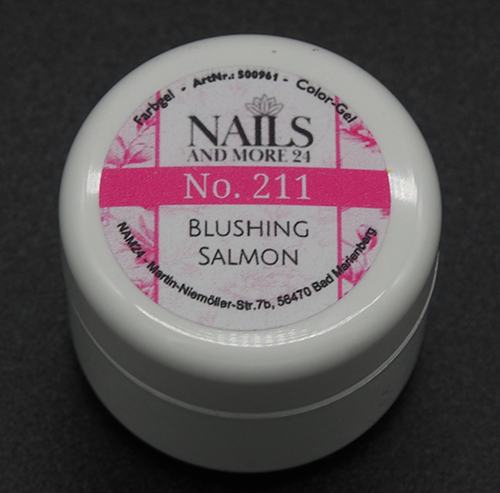 Farbgel - ArtNr.: 500961 - Color-Gel
NAILS
AND MORE 24
No. 211
BLUSHING
SALMON
NAM24 - Martin-Niemöller-Str.7b, 56470 Bad Marienberg